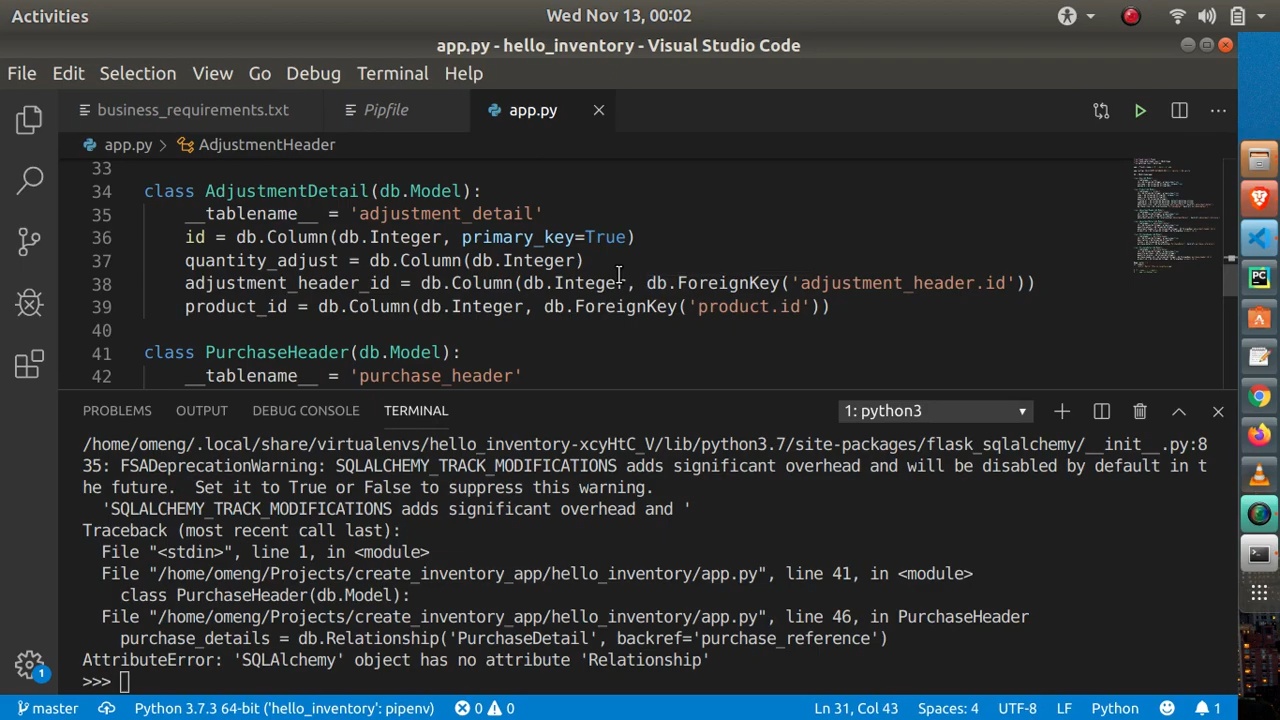 Activities
Wed Nov 13, 00:02
app.py - hello_inventory - Visual Studio Code
File Edit Selection View Go Debug Terminal Help
business_requirements.txt Pipfile app.py
app.py > AdjustmentHeader
33
34 class AdjustmentDetail(db.Model):
35 __tablename__ = 'adjustment_detail'
36 id = db.Column(db.Integer, primary_key=True)
37 quantity_adjust = db.Column(db.Integer)
38 adjustment_header_id = db.Column(db.Integer, db.ForeignKey('adjustment_header.id'))
39 product_id = db.Column(db.Integer, db.ForeignKey('product.id'))
40
41 class PurchaseHeader(db.Model):
42 __tablename__ = 'purchase_header'
PROBLEMS OUTPUT DEBUG CONSOLE TERMINAL 1: python3
/home/omeng/.local/share/virtualenvs/hello_inventory-xcyHtC_V/lib/python3.7/site-packages/flask_sqlalchemy/__init__.py:8
35: FSADeprecationWarning: SQLALCHEMY_TRACK_MODIFICATIONS adds significant overhead and will be disabled by default in t
he future.  Set it to True or False to suppress this warning.
'SQLALCHEMY_TRACK_MODIFICATIONS adds significant overhead and '
Traceback (most recent call last):
File "<stdin>", line 1, in <module>
File "/home/omeng/Projects/create_inventory_app/hello_inventory/app.py", line 41, in <module>
class PurchaseHeader(db.Model):
File "/home/omeng/Projects/create_inventory_app/hello_inventory/app.py", line 46, in PurchaseHeader
purchase_details = db.Relationship('PurchaseDetail', backref='purchase_reference')
AttributeError: 'SQLAlchemy' object has no attribute 'Relationship'
>>>
master Python 3.7.3 64-bit ('hello_inventory': pipenv) 0 0 Ln 31, Col 43 Spaces: 4 UTF-8 LF Python 1